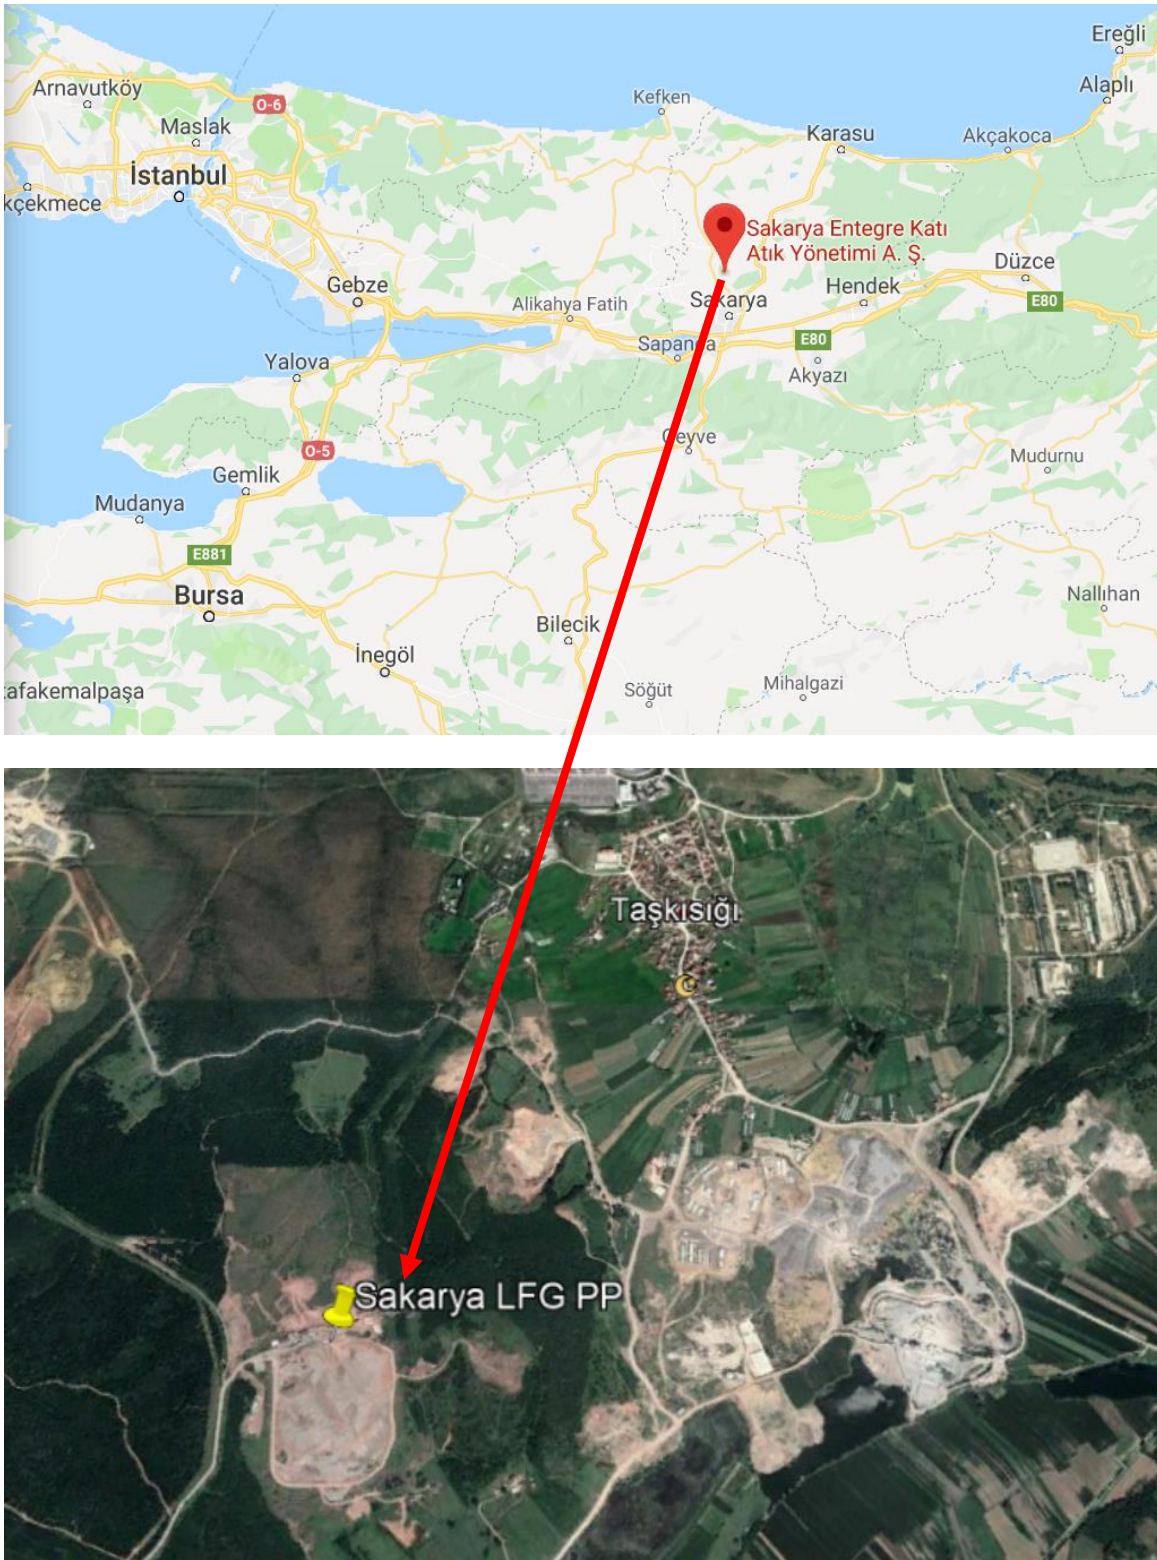 Ereğli
Arnavutköy
Alaplı
Kefken
O-6
Maslak
Karasu
Akçakoca
İstanbul
kçekmece
Sakarya Entegre Katı
Atık Yönetimi A. Ş.
Düzce
Gebze
Hendek
Alikahya Fatih
Sakarya
E80
Sapanca
E80
Yalova
Akyazı
Geyve
O-5
Mudurnu
Gemlik
Mudanya
E881
Bursa
Nallıhan
Bilecik
İnegöl
afakemalpaşa
Söğüt
Mihalgazi
Taşkısığı
Sakarya LFG PP